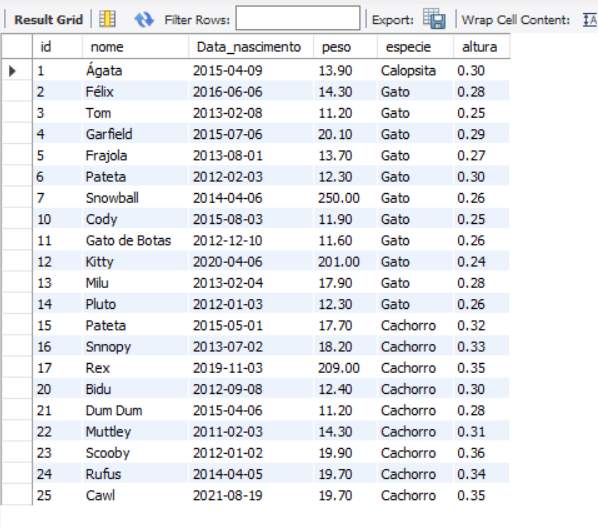 Result Grid Filter Rows: Export: Wrap Cell Content: IA
id nome Data_nascimento peso especie altura
1 Ágata 2015-04-09 13.90 Calopsita 0.30
2 Félix 2016-06-06 14.30 Gato 0.28
3 Tom 2013-02-08 11.20 Gato 0.25
4 Garfield 2015-07-06 20.10 Gato 0.29
5 Frajola 2013-08-01 13.70 Gato 0.27
6 Pateta 2012-02-03 12.30 Gato 0.30
7 Snowball 2014-04-06 250.00 Gato 0.26
10 Cody 2015-08-03 11.90 Gato 0.25
11 Gato de Botas 2012-12-10 11.60 Gato 0.26
12 Kitty 2020-04-06 201.00 Gato 0.24
13 Milu 2013-02-04 17.90 Gato 0.28
14 Pluto 2012-01-03 12.30 Gato 0.26
15 Pateta 2015-05-01 17.70 Cachorro 0.32
16 Snnopy 2013-07-02 18.20 Cachorro 0.33
17 Rex 2019-11-03 209.00 Cachorro 0.35
20 Bidu 2012-09-08 12.40 Cachorro 0.30
21 Dum Dum 2015-04-06 11.20 Cachorro 0.28
22 Muttley 2011-02-03 14.30 Cachorro 0.31
23 Scooby 2012-01-02 19.90 Cachorro 0.36
24 Rufus 2014-04-05 19.70 Cachorro 0.34
25 Cawl 2021-08-19 19.70 Cachorro 0.35